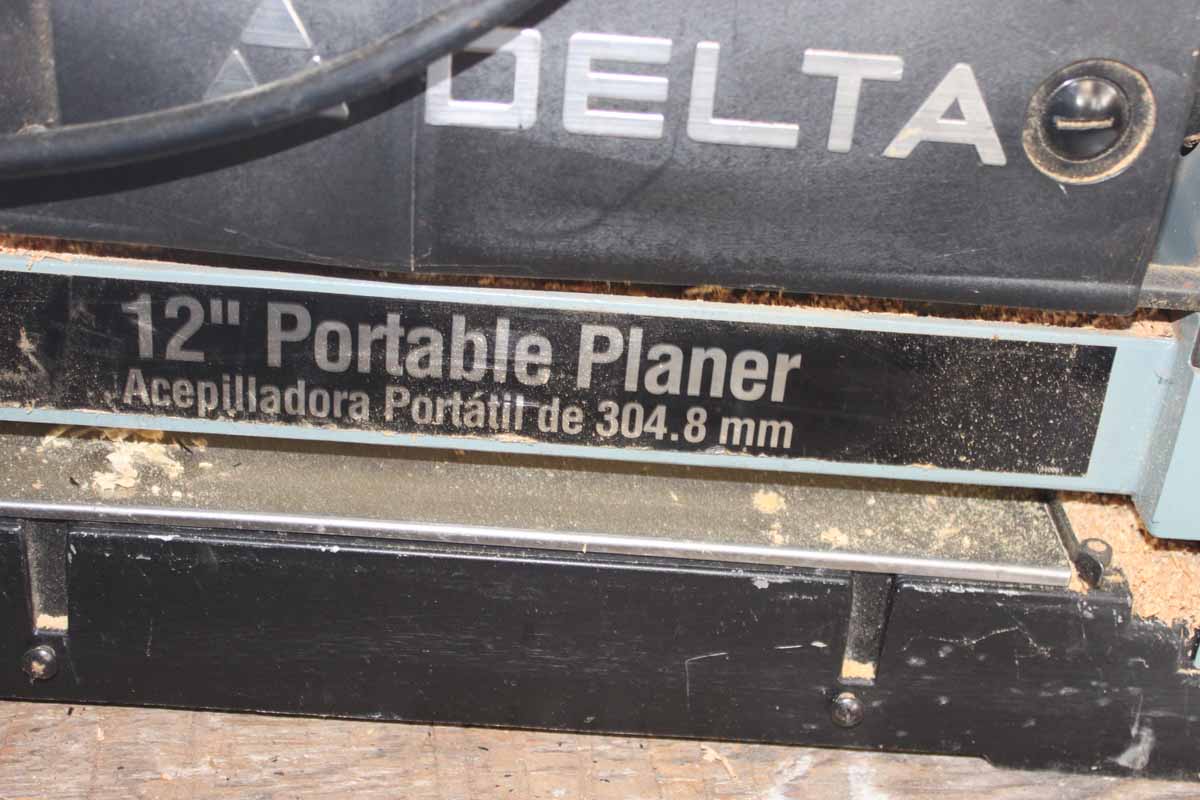 DELTA
12" Portable Planer
Acepilladora Portátil de 304.8 mm